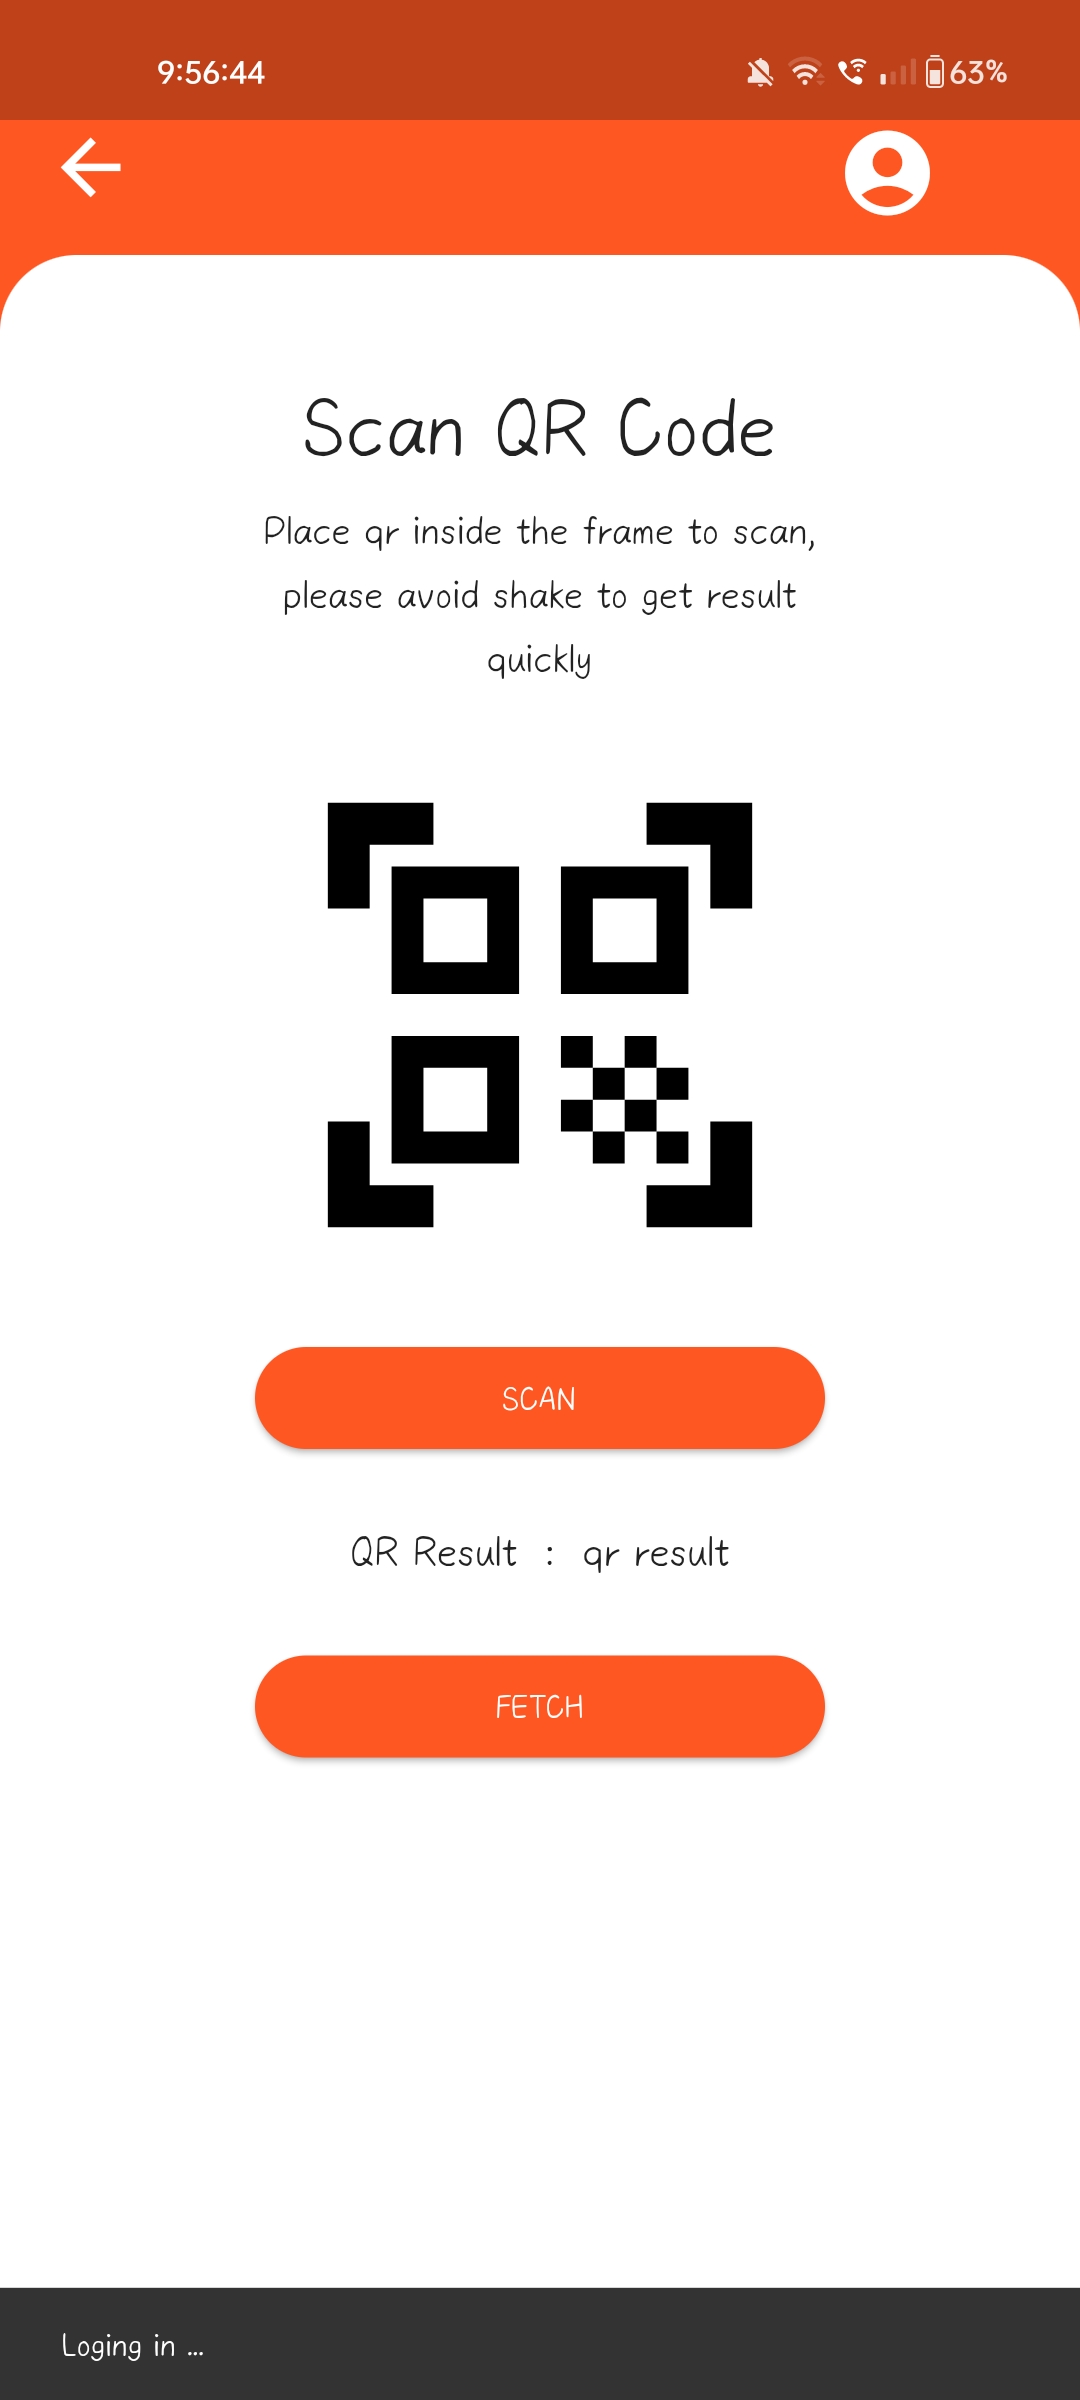 9:56:44 63%
Scan QR Code
Place qr inside the frame to scan,
please avoid shake to get result
quickly
SCAN
QR Result : qr result
FETCH
Loging in ...